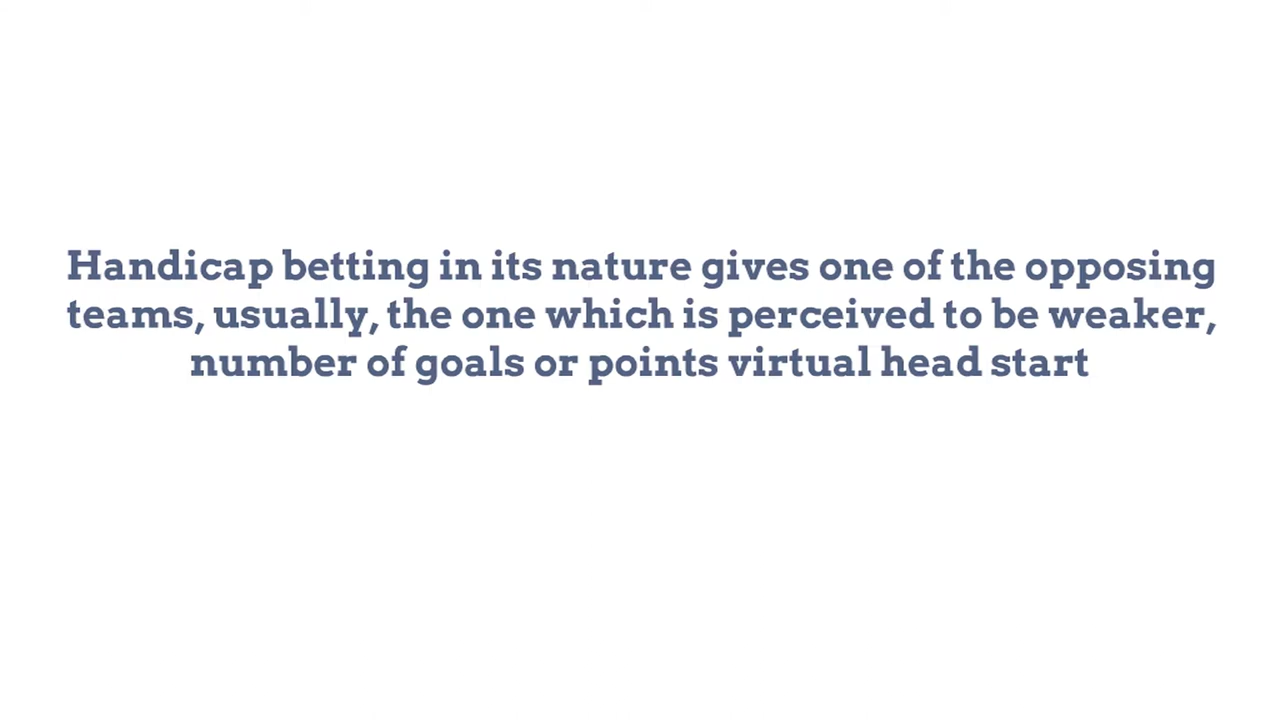 Handicap betting in its nature gives one of the opposing
teams, usually, the one which is perceived to be weaker,
number of goals or points virtual head start